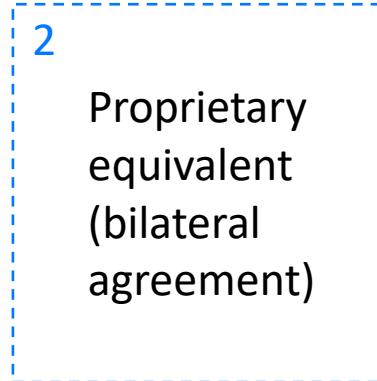 2
Proprietary
equivalent
(bilateral
agreement)